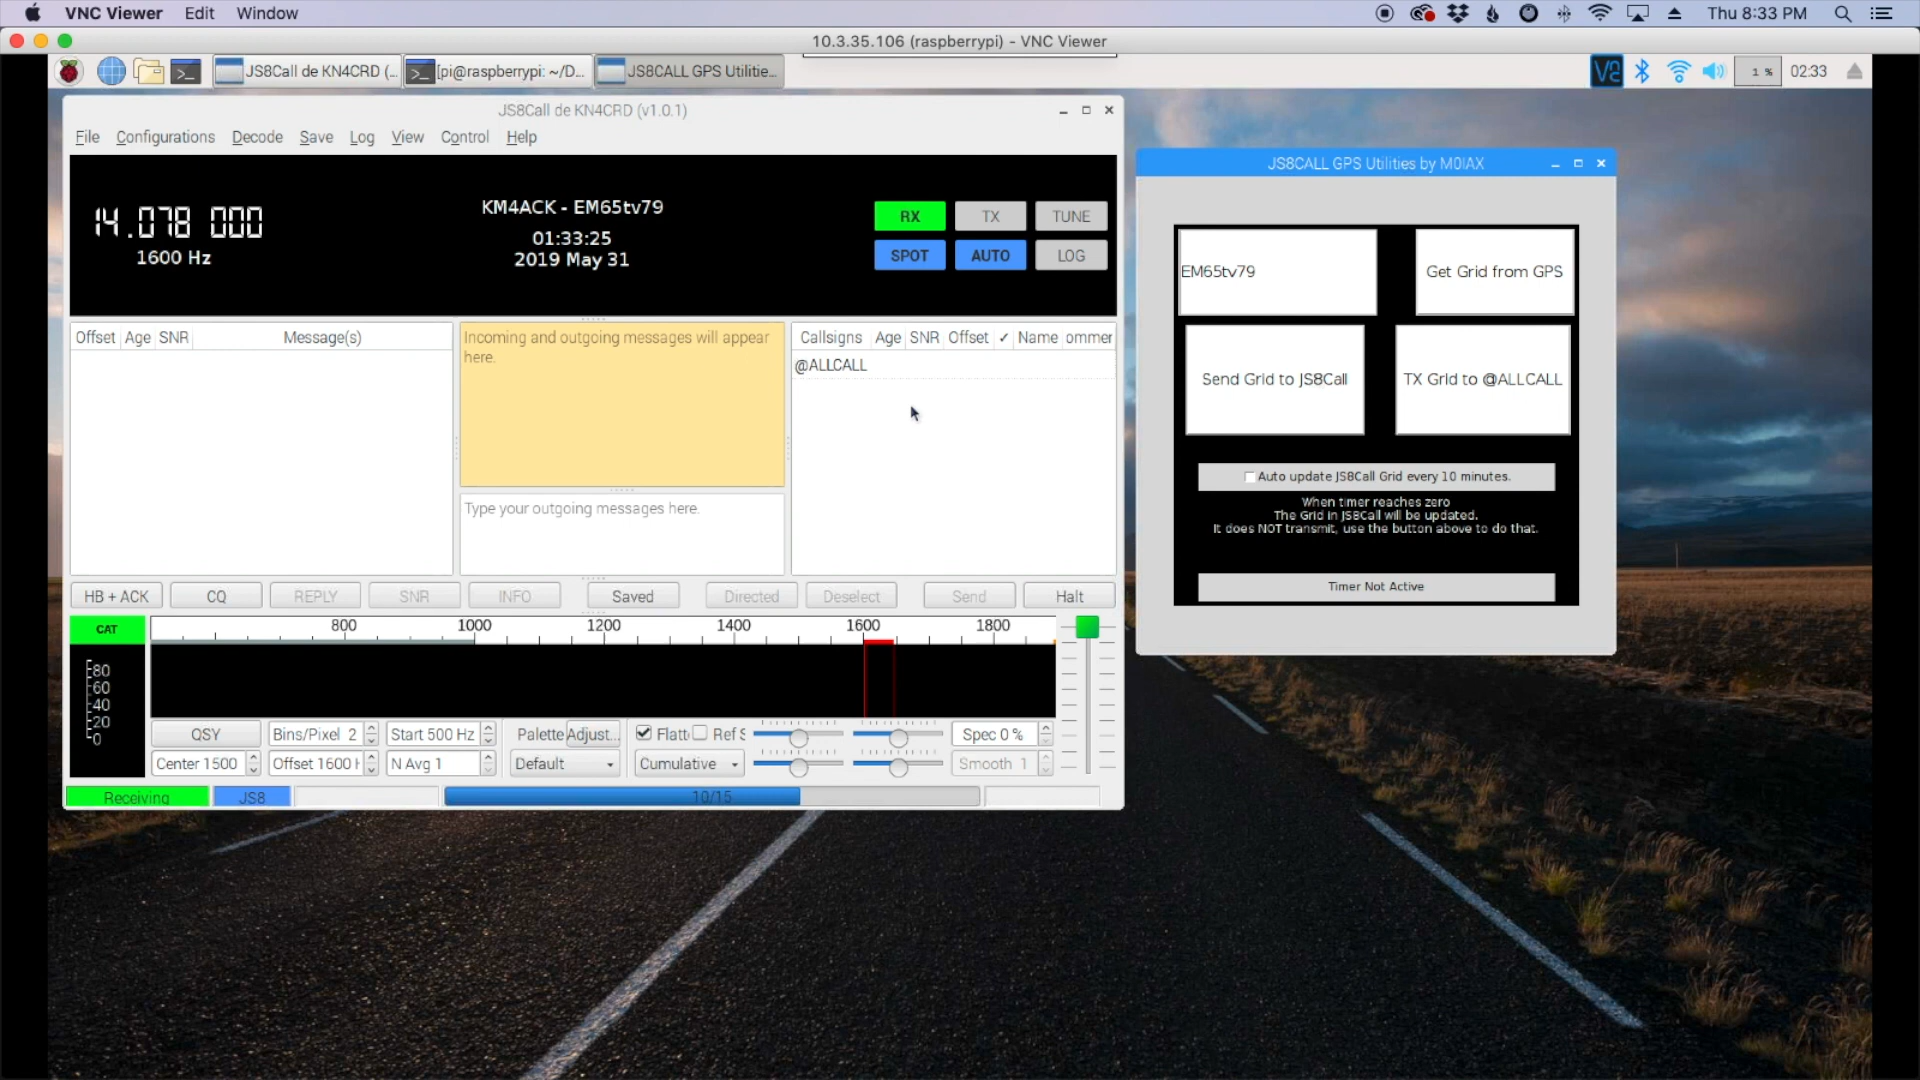 VNC Viewer Edit Window Thu 8:33 PM
10.3.35.106 (raspberrypi) - VNC Viewer
JS8Call de KN4CRD (... [pi@raspberrypi: ~/D... JS8CALL GPS Utilitie... 1 % 02:33
JS8Call de KN4CRD (v1.0.1)
File Configurations Decode Save Log View Control Help
14.078 000
1600 Hz
KM4ACK - EM65tv79
01:33:25
2019 May 31
RX TX TUNE
SPOT AUTO LOG
Offset Age SNR Message(s)
Incoming and outgoing messages will appear
here.
Type your outgoing messages here.
Callsigns Age SNR Offset ✓ Name ommer
@ALLCALL
HB + ACK CQ REPLY SNR INFO Saved Directed Deselect Send Halt
CAT 800 1000 1200 1400 1600 1800
80
60
40
20
0
QSY Bins/Pixel 2 Start 500 Hz Palette Adjust... Flatt Ref S Spec 0 %
Center 1500 Offset 1600 H N Avg 1 Default Cumulative Smooth 1
Receiving JS8 10/15
JS8CALL GPS Utilities by M0IAX
EM65tv79 Get Grid from GPS
Send Grid to JS8Call TX Grid to @ALLCALL
Auto update JS8Call Grid every 10 minutes.
When timer reaches zero
The Grid in JS8Call will be updated.
It does NOT transmit, use the button above to do that.
Timer Not Active